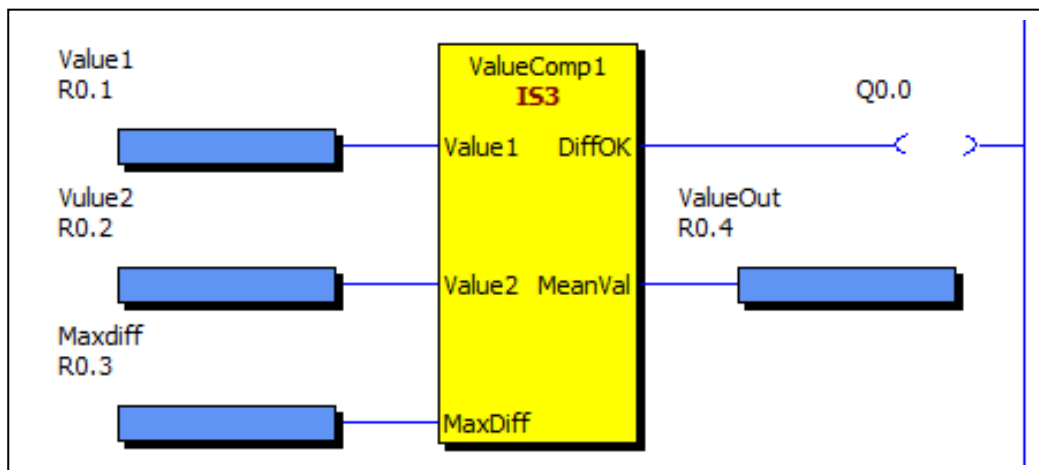 Value1
R0.1
ValueComp1
IS3
Q0.0
Value1 DiffOK
Vulue2
R0.2
ValueOut
R0.4
Value2 MeanVal
Maxdiff
R0.3
MaxDiff